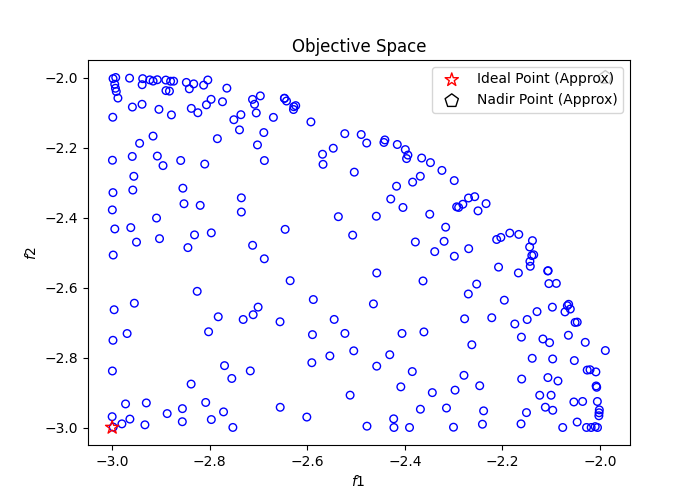 Objective Space
Ideal Point (Approx)
Nadir Point (Approx)
f2
−2.0
−2.2
−2.4
−2.6
−2.8
−3.0
−3.0 −2.8 −2.6 −2.4 −2.2 −2.0
f1